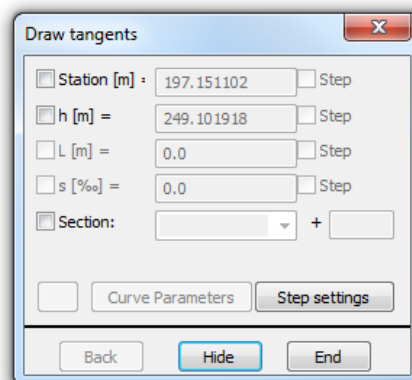 Draw tangents
X
Station [m] : 197.151102 Step
h [m] = 249.101918 Step
L [m] = 0.0 Step
s [‰] = 0.0 Step
Section: +
Curve Parameters Step settings
Back Hide End